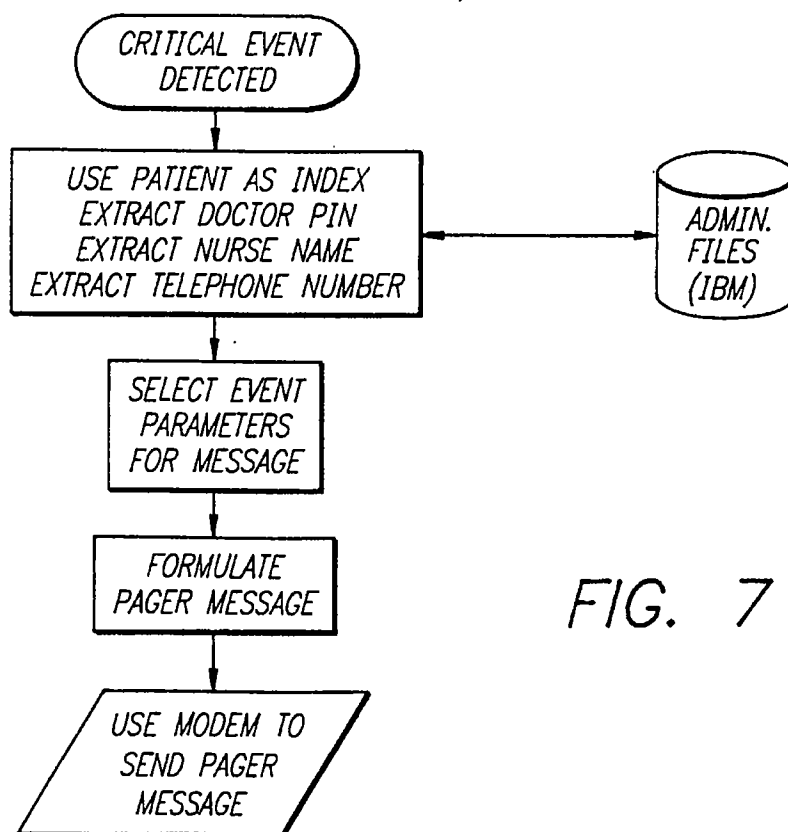 CRITICAL EVENT
DETECTED
USE PATIENT AS INDEX
EXTRACT DOCTOR PIN
EXTRACT NURSE NAME
EXTRACT TELEPHONE NUMBER
ADMIN.
FILES
(IBM)
SELECT EVENT
PARAMETERS
FOR MESSAGE
FORMULATE
PAGER MESSAGE
FIG. 7
USE MODEM TO
SEND PAGER
MESSAGE